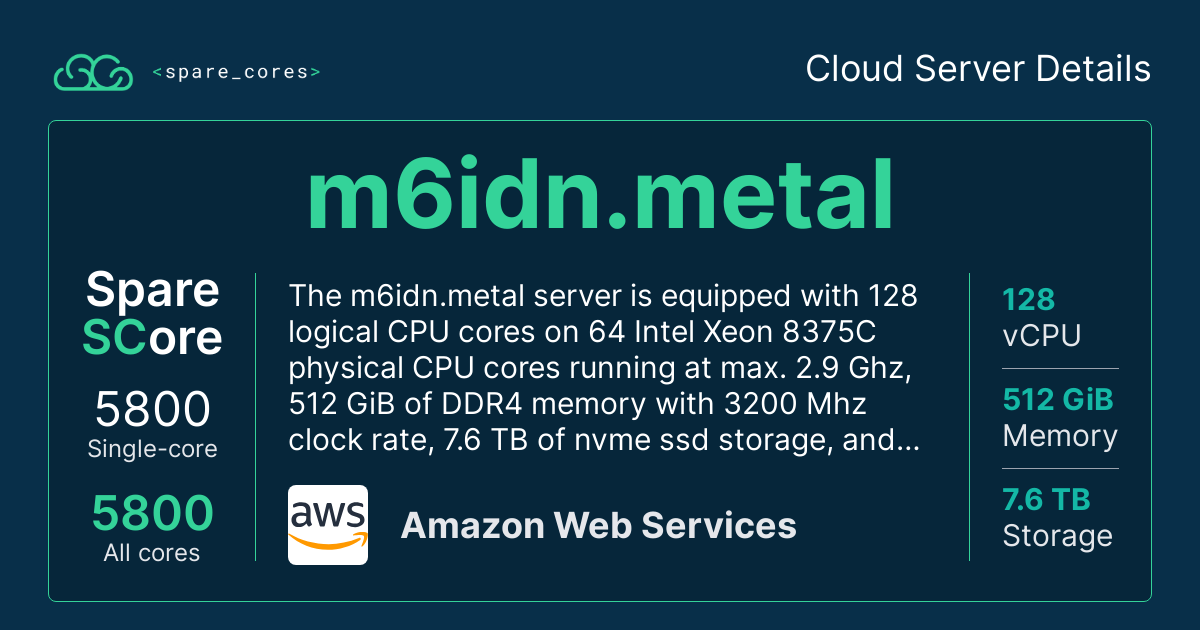 <spare_cores>
Cloud Server Details
m6idn.metal
Spare
SCore
5800
Single-core
5800
All cores
The m6idn.metal server is equipped with 128
logical CPU cores on 64 Intel Xeon 8375C
physical CPU cores running at max. 2.9 Ghz,
512 GiB of DDR4 memory with 3200 Mhz
clock rate, 7.6 TB of nvme ssd storage, and...
aws
Amazon Web Services
128
vCPU
512 GiB
Memory
7.6 TB
Storage